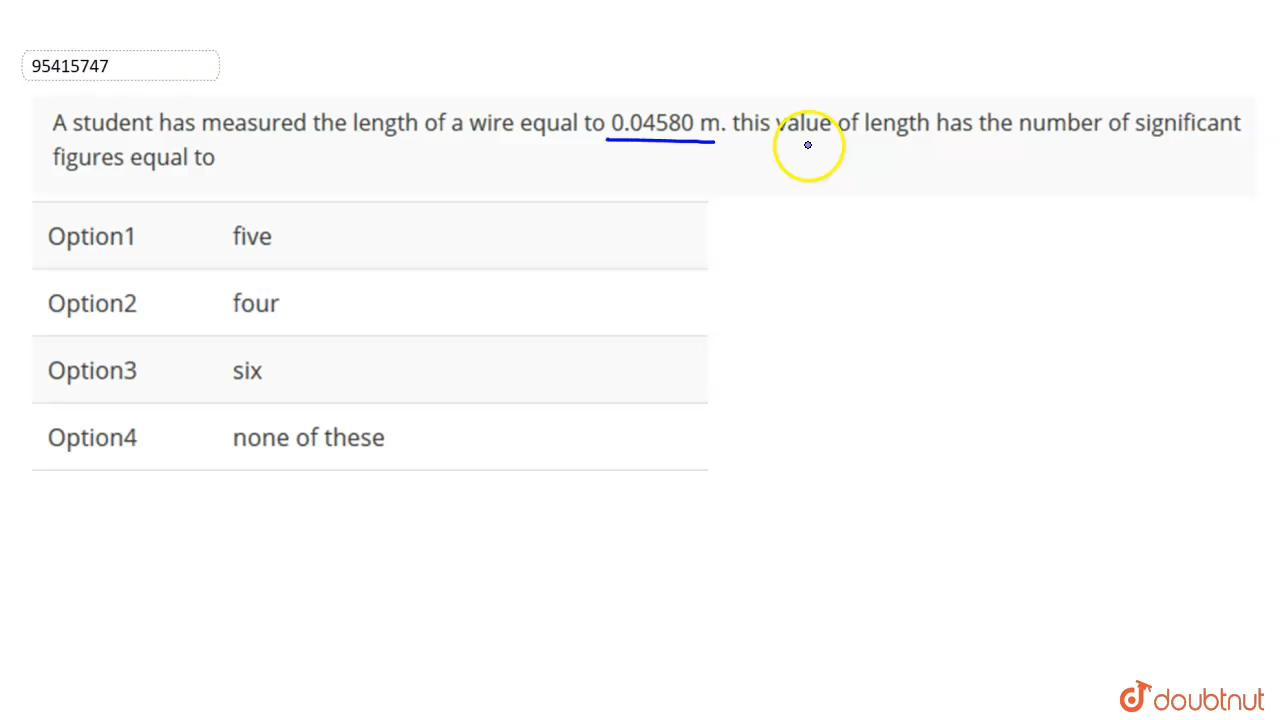 95415747
A student has measured the length of a wire equal to 0.04580 m. this value of length has the number of significant
figures equal to
Option1 five
Option2 four
Option3 six
Option4 none of these
doubtnut